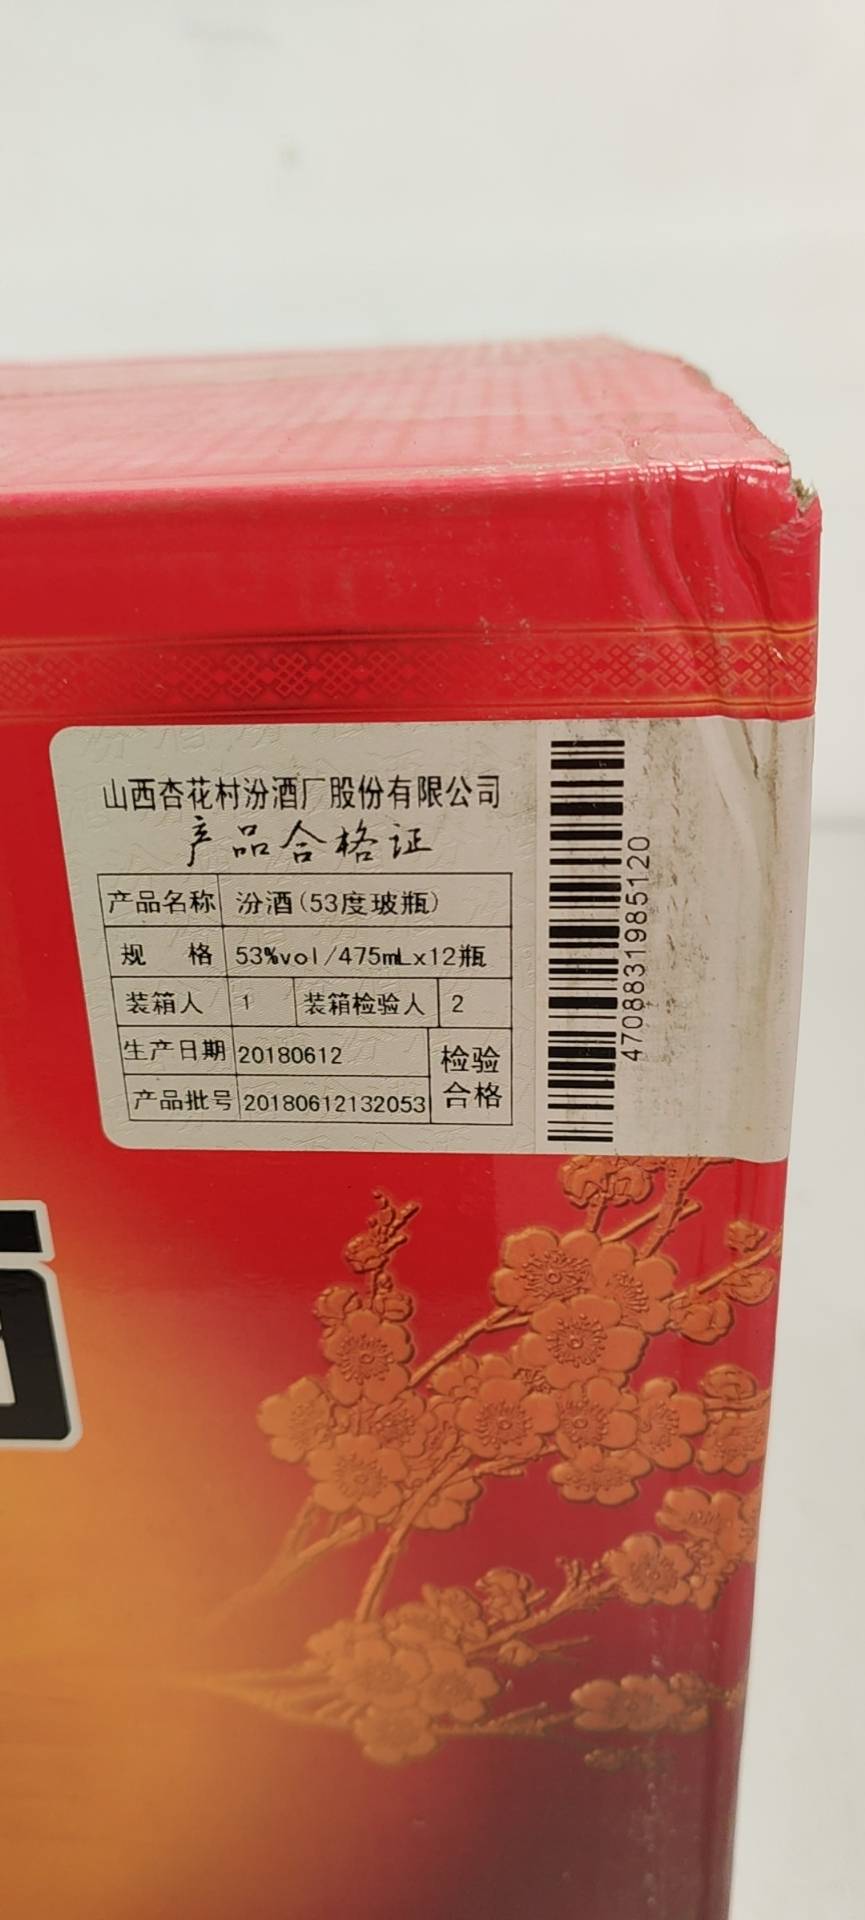 山西杏花村汾酒厂股份有限公司
产品合格证
产品名称 汾酒(53度玻瓶)
规 格 53%vol/475mLx12瓶
装箱人 1 装箱检验人 2
生产日期 20180612 检验
产品批号 20180612132053 合格
47088319851​20